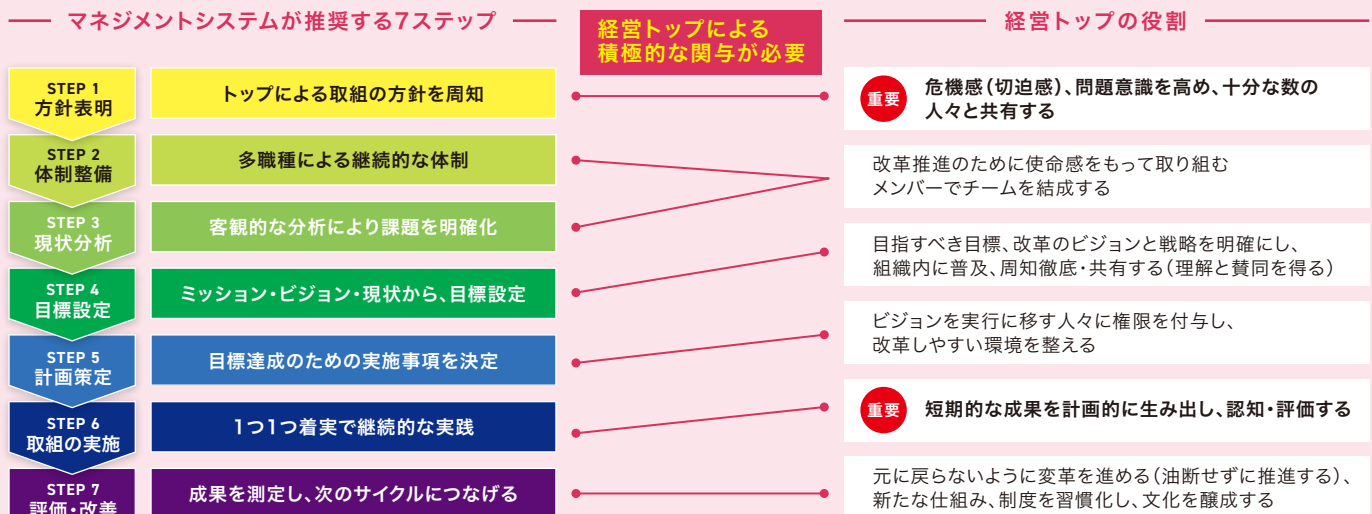 マネジメントシステムが推奨する7ステップ
経営トップによる
積極的な関与が必要
経営トップの役割
STEP 1
方針表明
トップによる取組の方針を周知
重要
危機感(切迫感)、問題意識を高め、十分な数の
人々と共有する
STEP 2
体制整備
多職種による継続的な体制
改革推進のために使命感をもって取り組む
メンバーでチームを結成する
STEP 3
現状分析
客観的な分析により課題を明確化
目指すべき目標、改革のビジョンと戦略を明確にし、
組織内に普及、周知徹底・共有する(理解と賛同を得る)
STEP 4
目標設定
ミッション・ビジョン・現状から、目標設定
ビジョンを実行に移す人々に権限を付与し、
改革しやすい環境を整える
STEP 5
計画策定
目標達成のための実施事項を決定
重要
短期的な成果を計画的に生み出し、認知・評価する
STEP 6
取組の実施
1つ1つ着実で継続的な実践
元に戻らないように変革を進める(油断せずに推進する)、
新たな仕組み、制度を習慣化し、文化を醸成する
STEP 7
評価・改善
成果を測定し、次のサイクルにつなげる